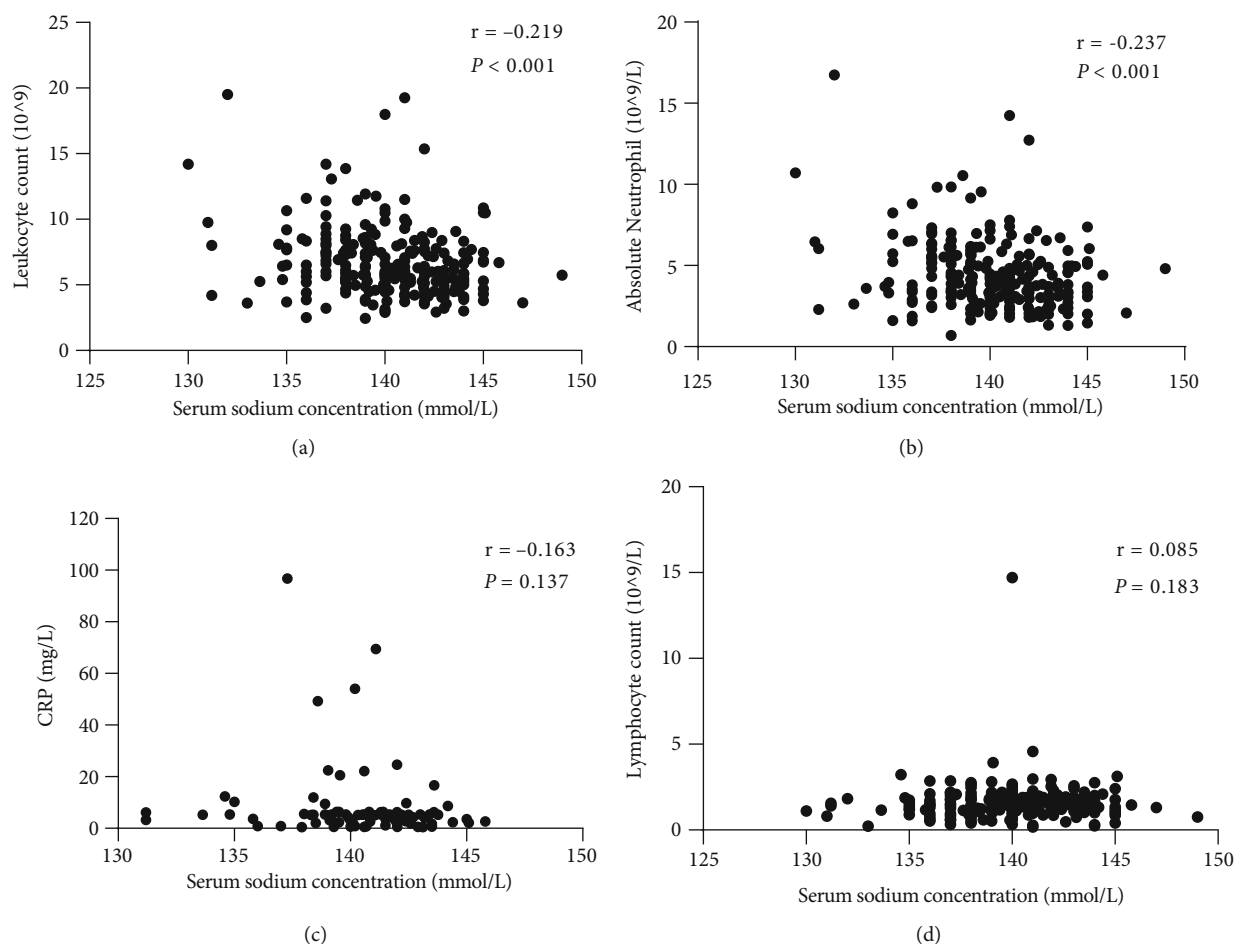 25
20
15
10
5
0
125
130
135
140
145
150
Leukocyte count (10^9)
Serum sodium concentration (mmol/L)
r = –0.219
P < 0.001
(a)
20
15
10
5
0
125
130
135
140
145
150
Absolute Neutrophil (10^9/L)
Serum sodium concentration (mmol/L)
r = -0.237
P < 0.001
(b)
120
100
80
60
40
20
0
130
135
140
145
150
CRP (mg/L)
Serum sodium concentration (mmol/L)
r = –0.163
P = 0.137
(c)
20
15
10
5
0
125
130
135
140
145
150
Lymphocyte count (10^9/L)
Serum sodium concentration (mmol/L)
r = 0.085
P = 0.183
(d)